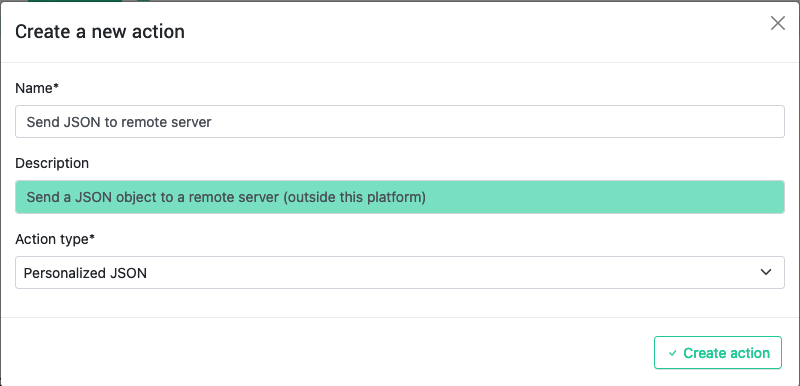 Create a new action
Name*
Send JSON to remote server
Description
Send a JSON object to a remote server (outside this platform)
Action type*
Personalized JSON
Create action